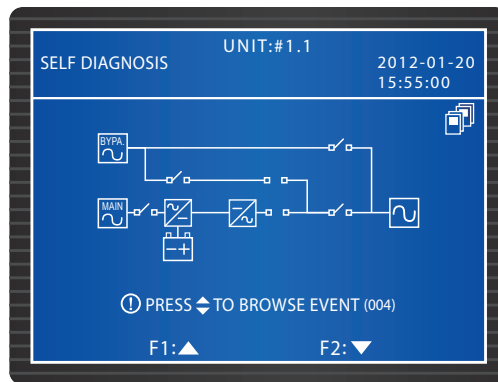 UNIT:#1.1
SELF DIAGNOSIS
2012-01-20
15:55:00
BYPA.
MAIN
PRESS TO BROWSE EVENT (004)
F1: F2: